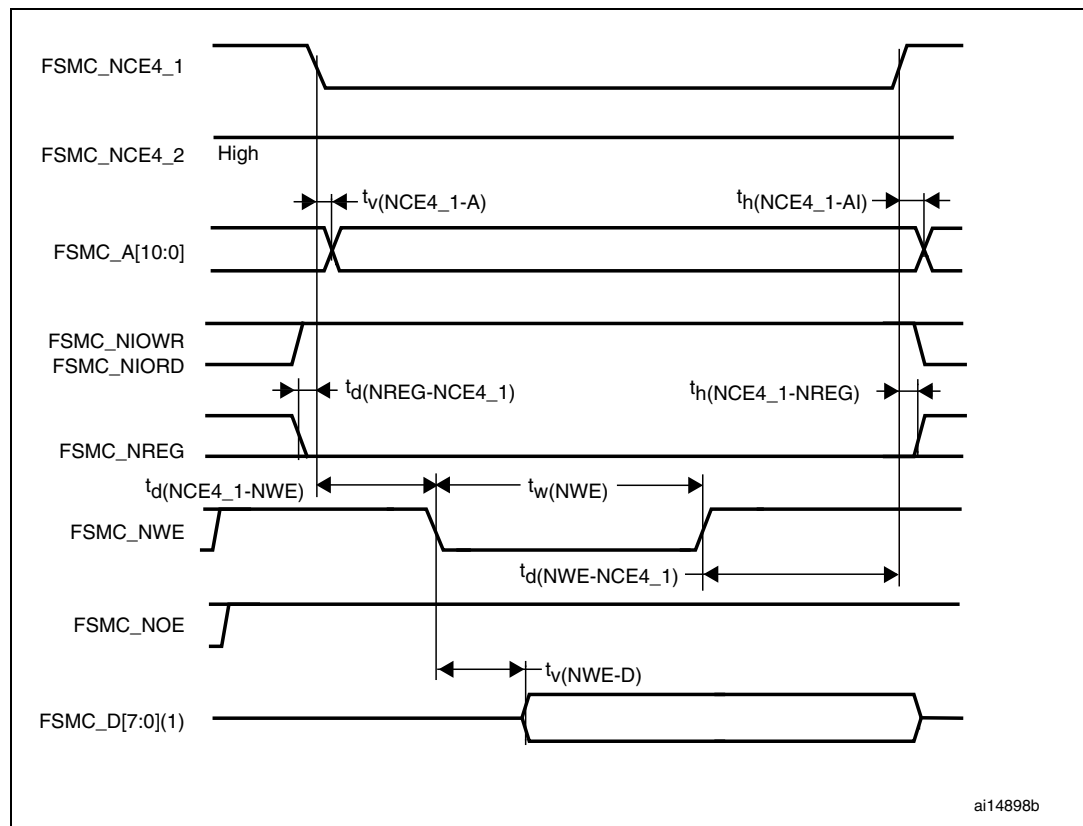 FSMC_NCE4_1
FSMC_NCE4_2
High
tv(NCE4_1-A)
th(NCE4_1-AI)
FSMC_A[10:0]
FSMC_NIOWR
FSMC_NIORD
td(NREG-NCE4_1)
th(NCE4_1-NREG)
FSMC_NREG
td(NCE4_1-NWE)
tw(NWE)
FSMC_NWE
td(NWE-NCE4_1)
FSMC_NOE
tv(NWE-D)
FSMC_D[7:0](1)
ai14898b